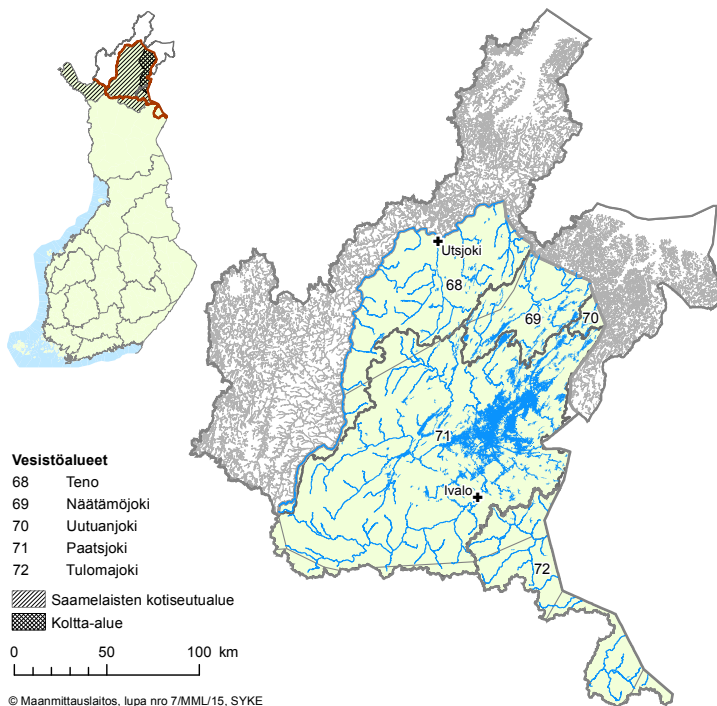 Utsjoki
68
69
70
71
Ivalo
72
Vesistöalueet
68 Teno
69 Näätämöjoki
70 Uutuanjoki
71 Paatsjoki
72 Tulomajoki
Saamelaisten kotiseutualue
Koltta-alue
0 50 100 km
© Maanmittauslaitos, lupa nro 7/MML/15, SYKE